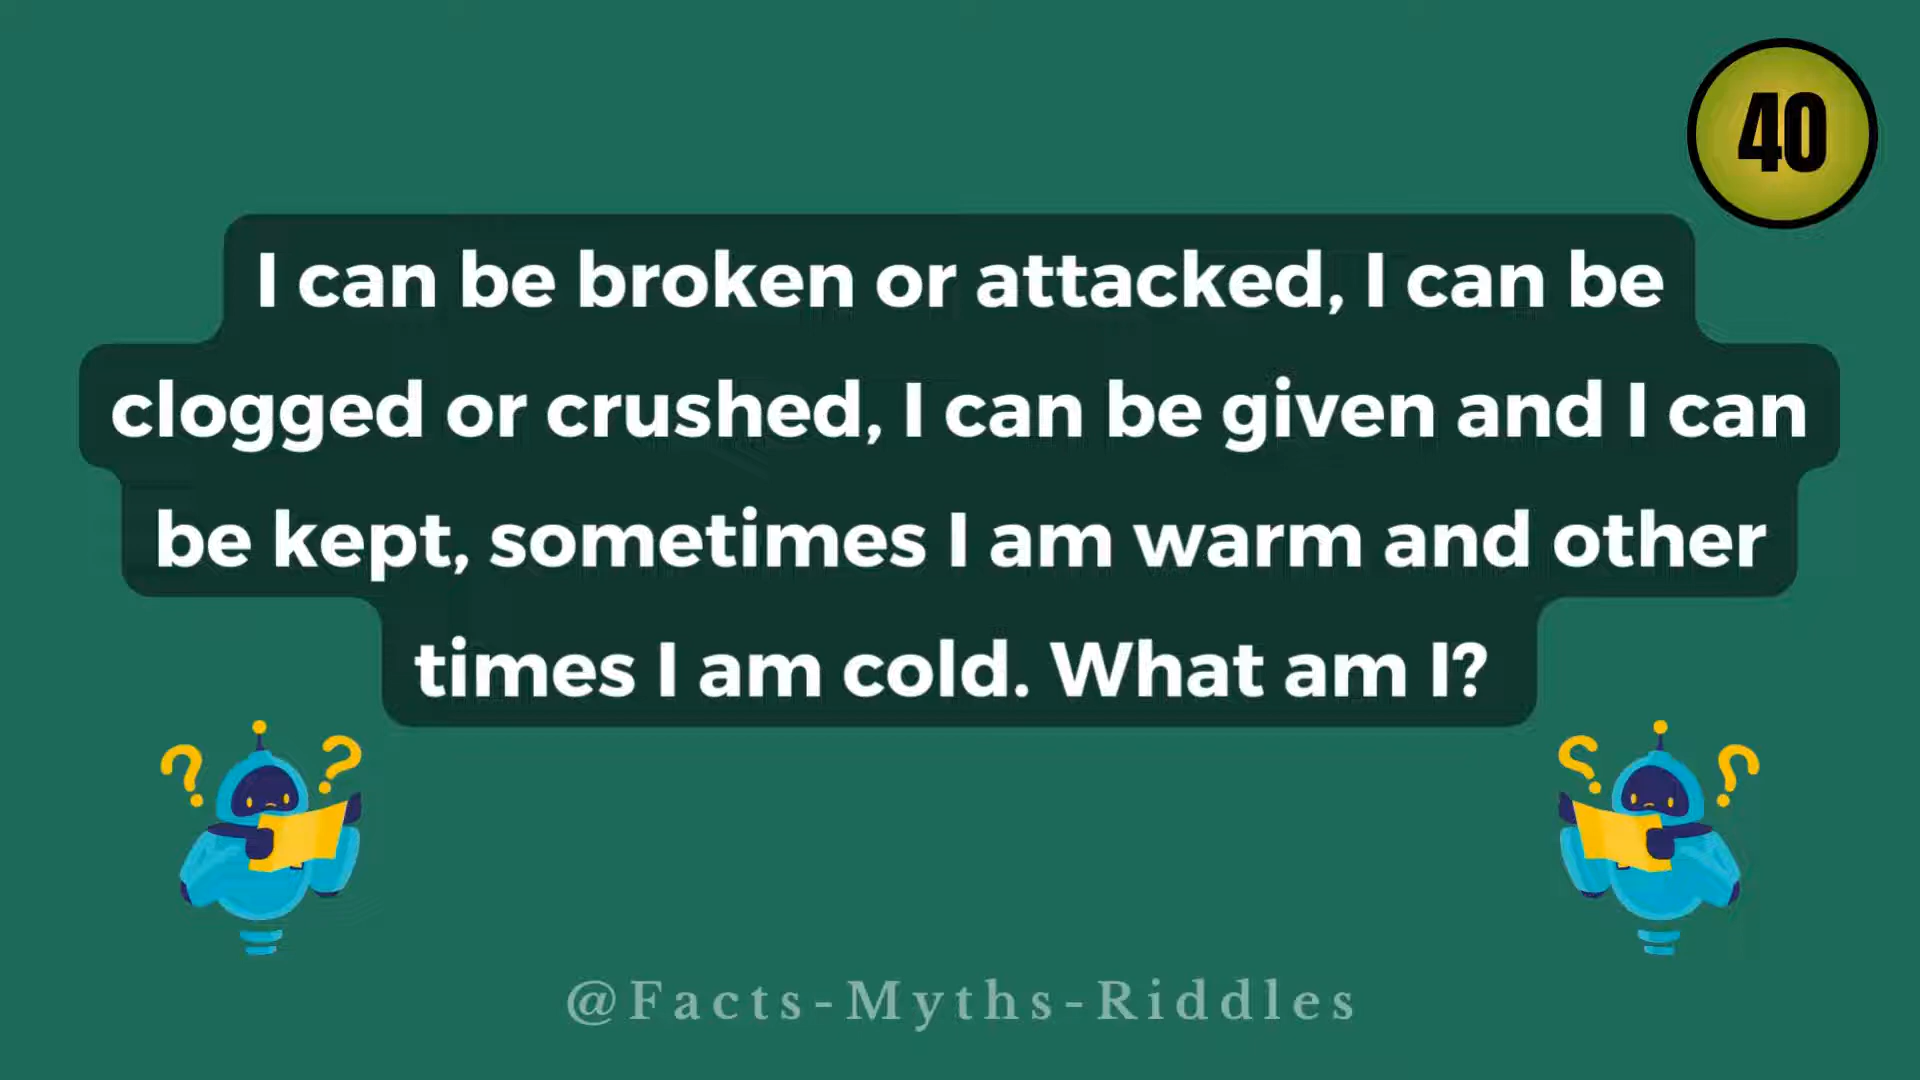 40
I can be broken or attacked, I can be
clogged or crushed, I can be given and I can
be kept, sometimes I am warm and other
times I am cold. What am I?
? ? ? ?
@Facts-Myths-Riddles